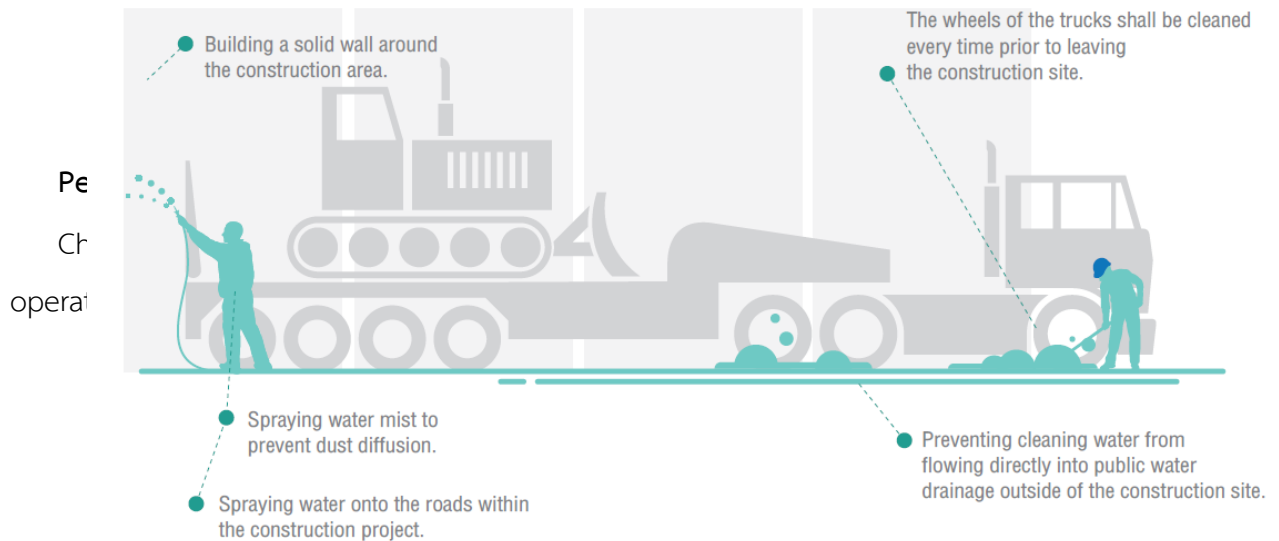 Building a solid wall around
the construction area.
The wheels of the trucks shall be cleaned
every time prior to leaving
the construction site.
Spraying water mist to
prevent dust diffusion.
Spraying water onto the roads within
the construction project.
Preventing cleaning water from
flowing directly into public water
drainage outside of the construction site.